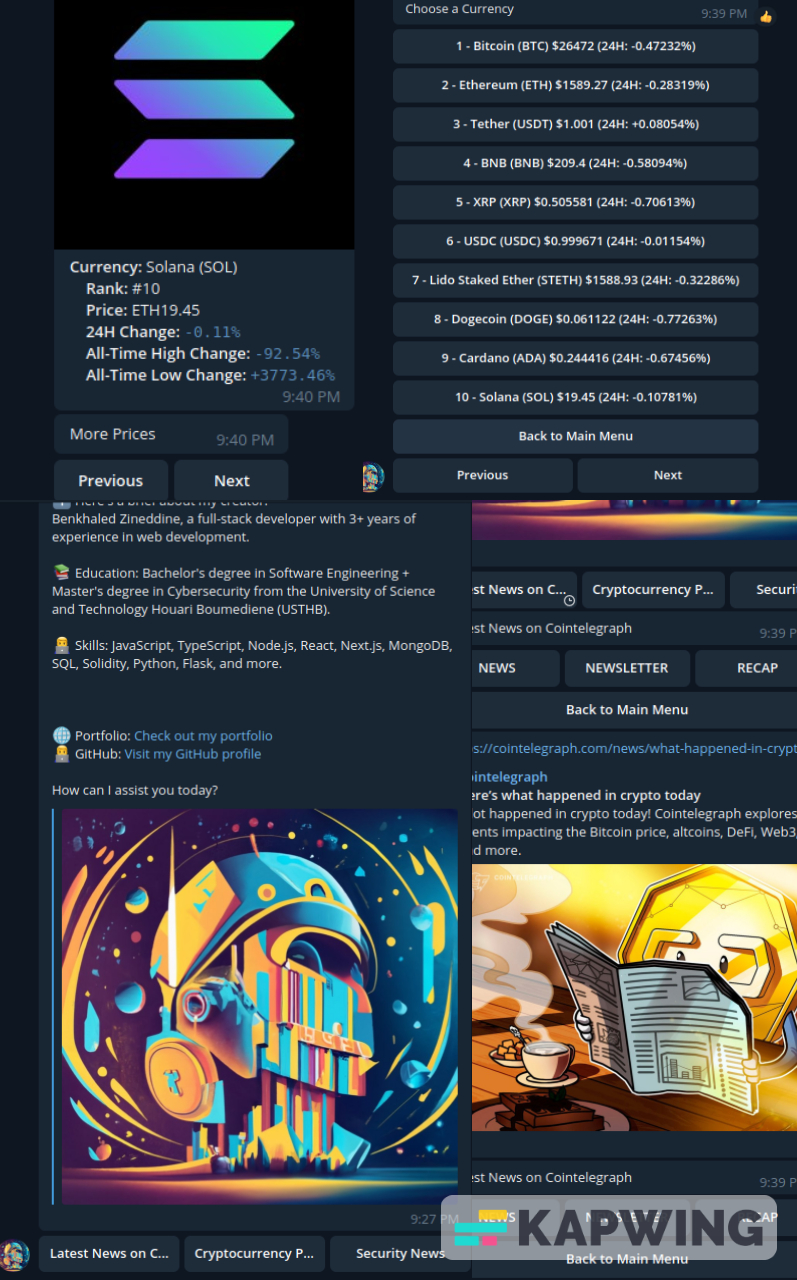 Currency: Solana (SOL)
Rank: #10
Price: ETH19.45
24H Change: -0.11%
All-Time High Change: -92.54%
All-Time Low Change: +3773.46%
9:40 PM
More Prices
9:40 PM
Previous
Next
Choose a Currency
9:39 PM
1 - Bitcoin (BTC) $26472 (24H: -0.47232%)
2 - Ethereum (ETH) $1589.27 (24H: -0.28319%)
3 - Tether (USDT) $1.001 (24H: +0.08054%)
4 - BNB (BNB) $209.4 (24H: -0.58094%)
5 - XRP (XRP) $0.505581 (24H: -0.70613%)
6 - USDC (USDC) $0.999671 (24H: -0.01154%)
7 - Lido Staked Ether (STETH) $1588.93 (24H: -0.32286%)
8 - Dogecoin (DOGE) $0.061122 (24H: -0.77263%)
9 - Cardano (ADA) $0.244416 (24H: -0.67456%)
10 - Solana (SOL) $19.45 (24H: -0.10781%)
Back to Main Menu
Previous
Next
Here's a brief about my creator:
Benkhaled Zineddine, a full-stack developer with 3+ years of
experience in web development.
📚 Education: Bachelor's degree in Software Engineering +
Master's degree in Cybersecurity from the University of Science
and Technology Houari Boumediene (USTHB).
👨‍💻 Skills: JavaScript, TypeScript, Node.js, React, Next.js, MongoDB,
SQL, Solidity, Python, Flask, and more.
🌐 Portfolio: Check out my portfolio
👨‍💻 GitHub: Visit my GitHub profile
How can I assist you today?
9:27 PM
Latest News on C...
Cryptocurrency P...
Security News
est News on C...
Cryptocurrency P...
Securi
est News on Cointelegraph
9:39 P
NEWS
NEWSLETTER
RECAP
Back to Main Menu
s://cointelegraph.com/news/what-happened-in-crypt
ointelegraph
ere's what happened in crypto today
ot happened in crypto today! Cointelegraph explores
ents impacting the Bitcoin price, altcoins, DeFi, Web3,
d more.
COINTELEGRAPH
est News on Cointelegraph
9:39 P
NEWS
NEWSLETTER
RECAP
KAPWING
Back to Main Menu